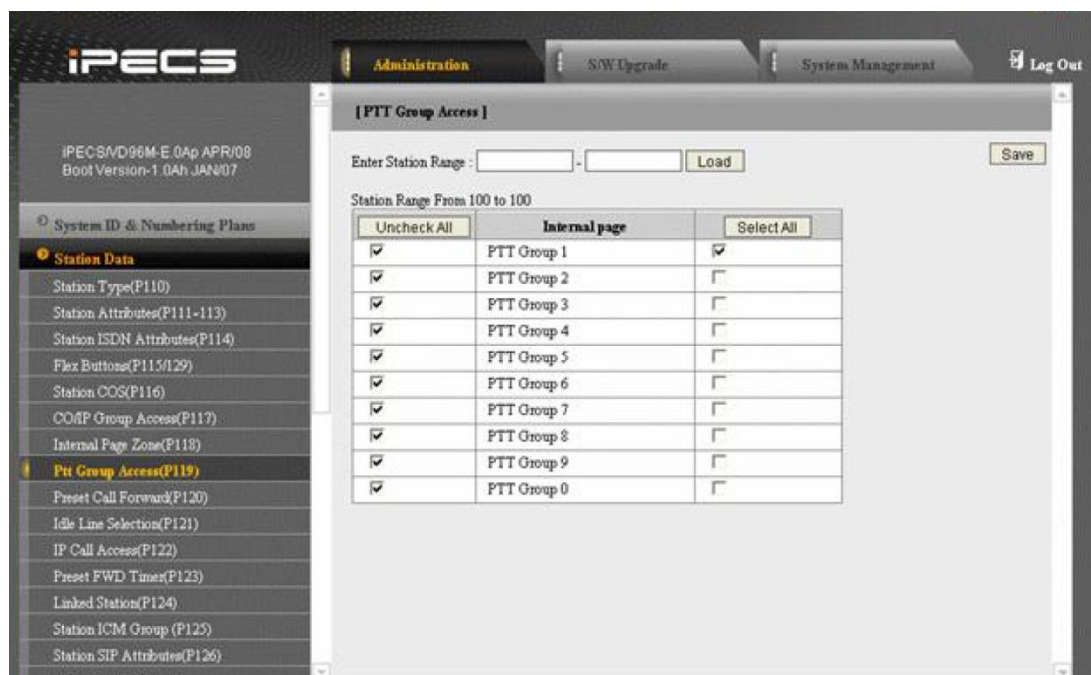 iPECS
Administration
S/W Upgrade
System Management
Log Out
iPECS/VD96M-E.0Ap APR/08
Boot Version-1.0Ah JAN/07
System ID & Numbering Plans
Station Data
Station Type(P110)
Station Attributes(P111-113)
Station ISDN Attributes(P114)
Flex Buttons(P115/129)
Station COS(P116)
CO/IP Group Access(P117)
Internal Page Zone(P118)
Ptt Group Access(P119)
Preset Call Forward(P120)
Idle Line Selection(P121)
IP Call Access(P122)
Preset FWD Timer(P123)
Linked Station(P124)
Station ICM Group (P125)
Station SIP Attributes(P126)
[ PTT Group Access ]
Enter Station Range : - Load
Save
Station Range From 100 to 100
Uncheck All Internal page Select All
PTT Group 1
PTT Group 2
PTT Group 3
PTT Group 4
PTT Group 5
PTT Group 6
PTT Group 7
PTT Group 8
PTT Group 9
PTT Group 0